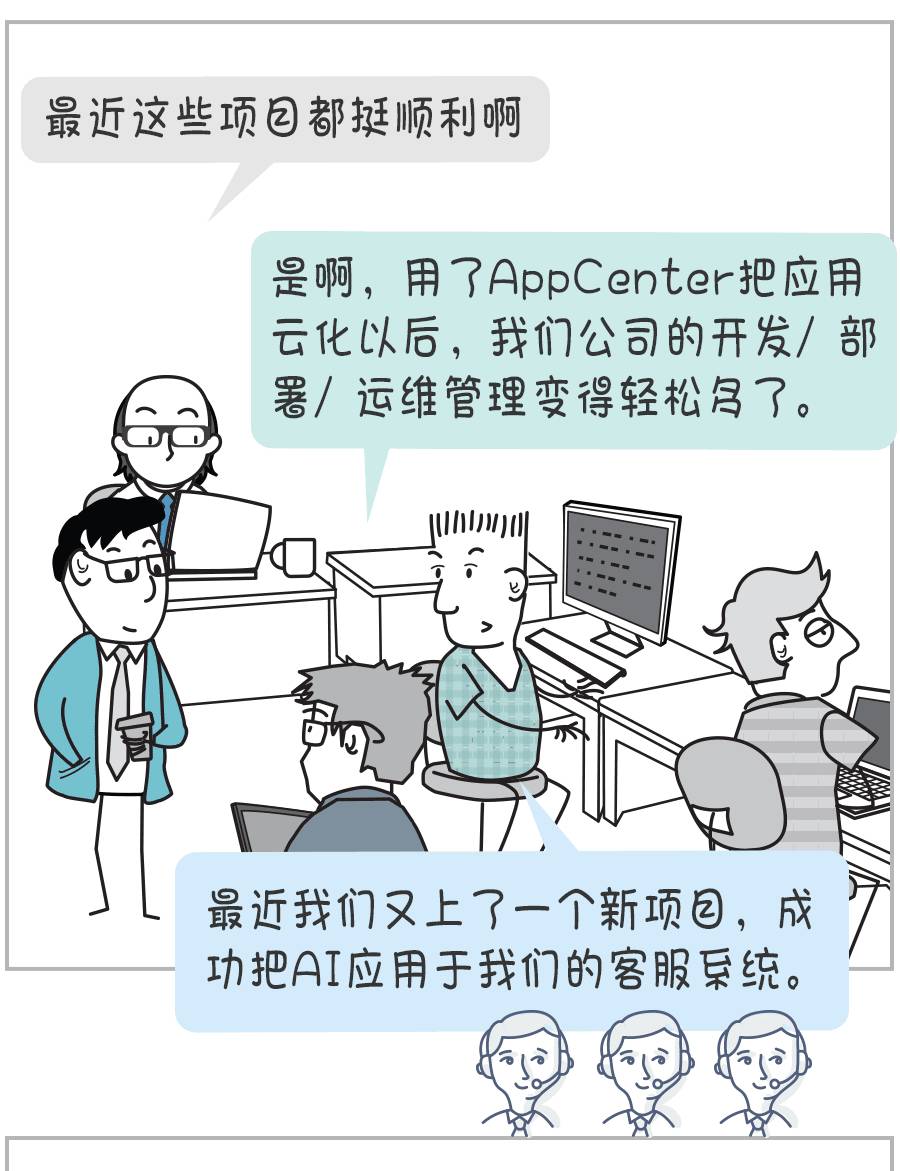 最近这些项目都挺顺利啊
是啊，用了AppCenter把应用
云化以后，我们公司的开发/ 部
署/ 运维管理变得轻松多了。
最近我们又上了一个新项目，成
功把AI应用于我们的客服系统。